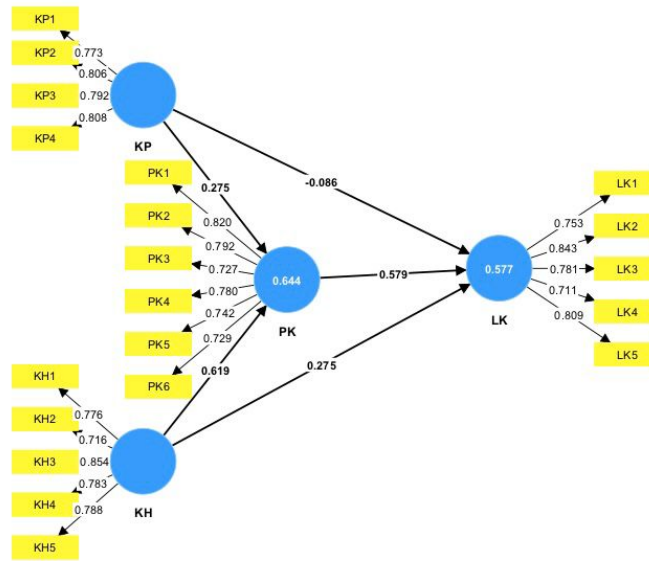 KP1
KP2
KP3
KP4
0.773
0.806
0.792
0.808
KP
PK1
PK2
PK3
PK4
PK5
PK6
0.275
-0.086
0.820
0.792
0.727
0.780
0.742
0.729
0.644
PK
0.579
0.619
0.275
0.577
LK
0.753
0.843
0.781
0.711
0.809
LK1
LK2
LK3
LK4
LK5
KH1
KH2
KH3
KH4
KH5
0.776
0.716
0.854
0.783
0.788
KH